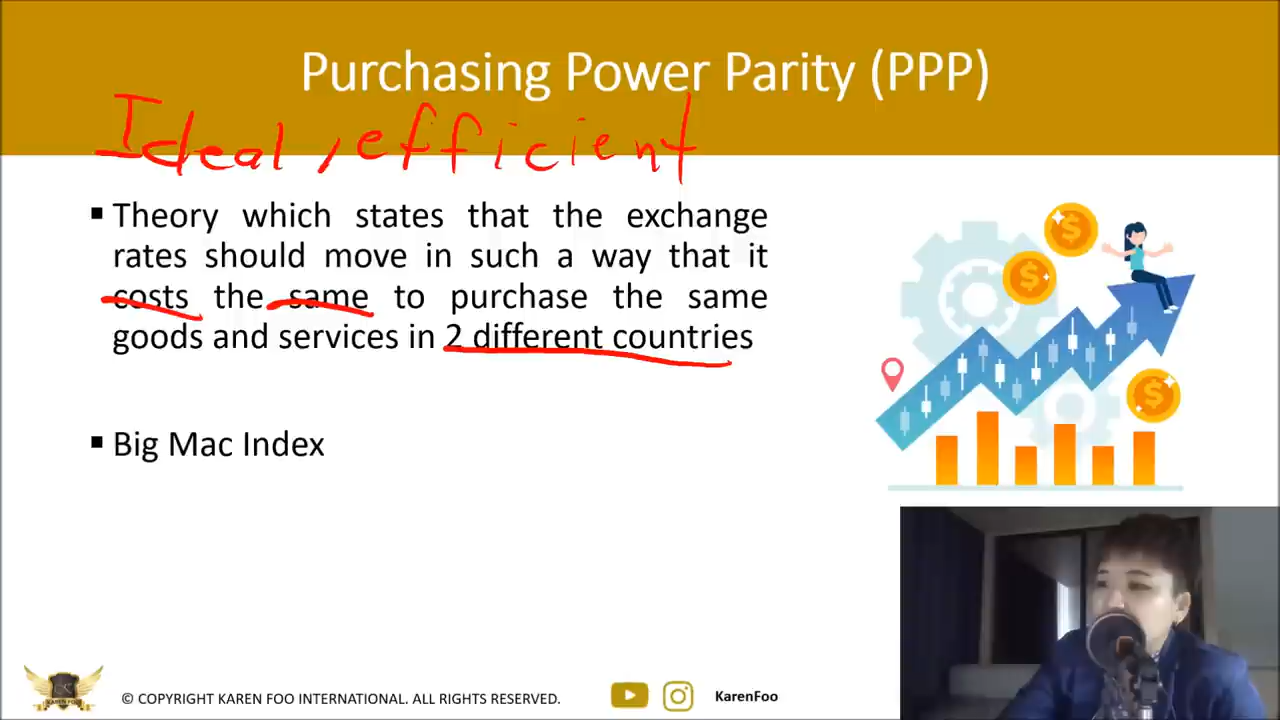 Purchasing Power Parity (PPP)
Ideal, efficient
▪ Theory which states that the exchange
rates should move in such a way that it
costs the same to purchase the same
goods and services in 2 different countries
▪ Big Mac Index
© COPYRIGHT KAREN FOO INTERNATIONAL. ALL RIGHTS RESERVED.
KarenFoo